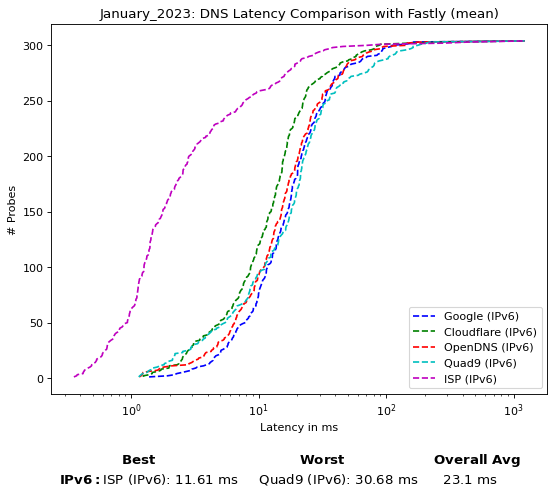 January_2023: DNS Latency Comparison with Fastly (mean)
300
250
200
150
100
50
0
# Probes
Google (IPv6)
Cloudflare (IPv6)
OpenDNS (IPv6)
Quad9 (IPv6)
ISP (IPv6)
10⁰ 10¹ 10² 10³
Latency in ms
Best Worst Overall Avg
IPv6: ISP (IPv6): 11.61 ms Quad9 (IPv6): 30.68 ms 23.1 ms